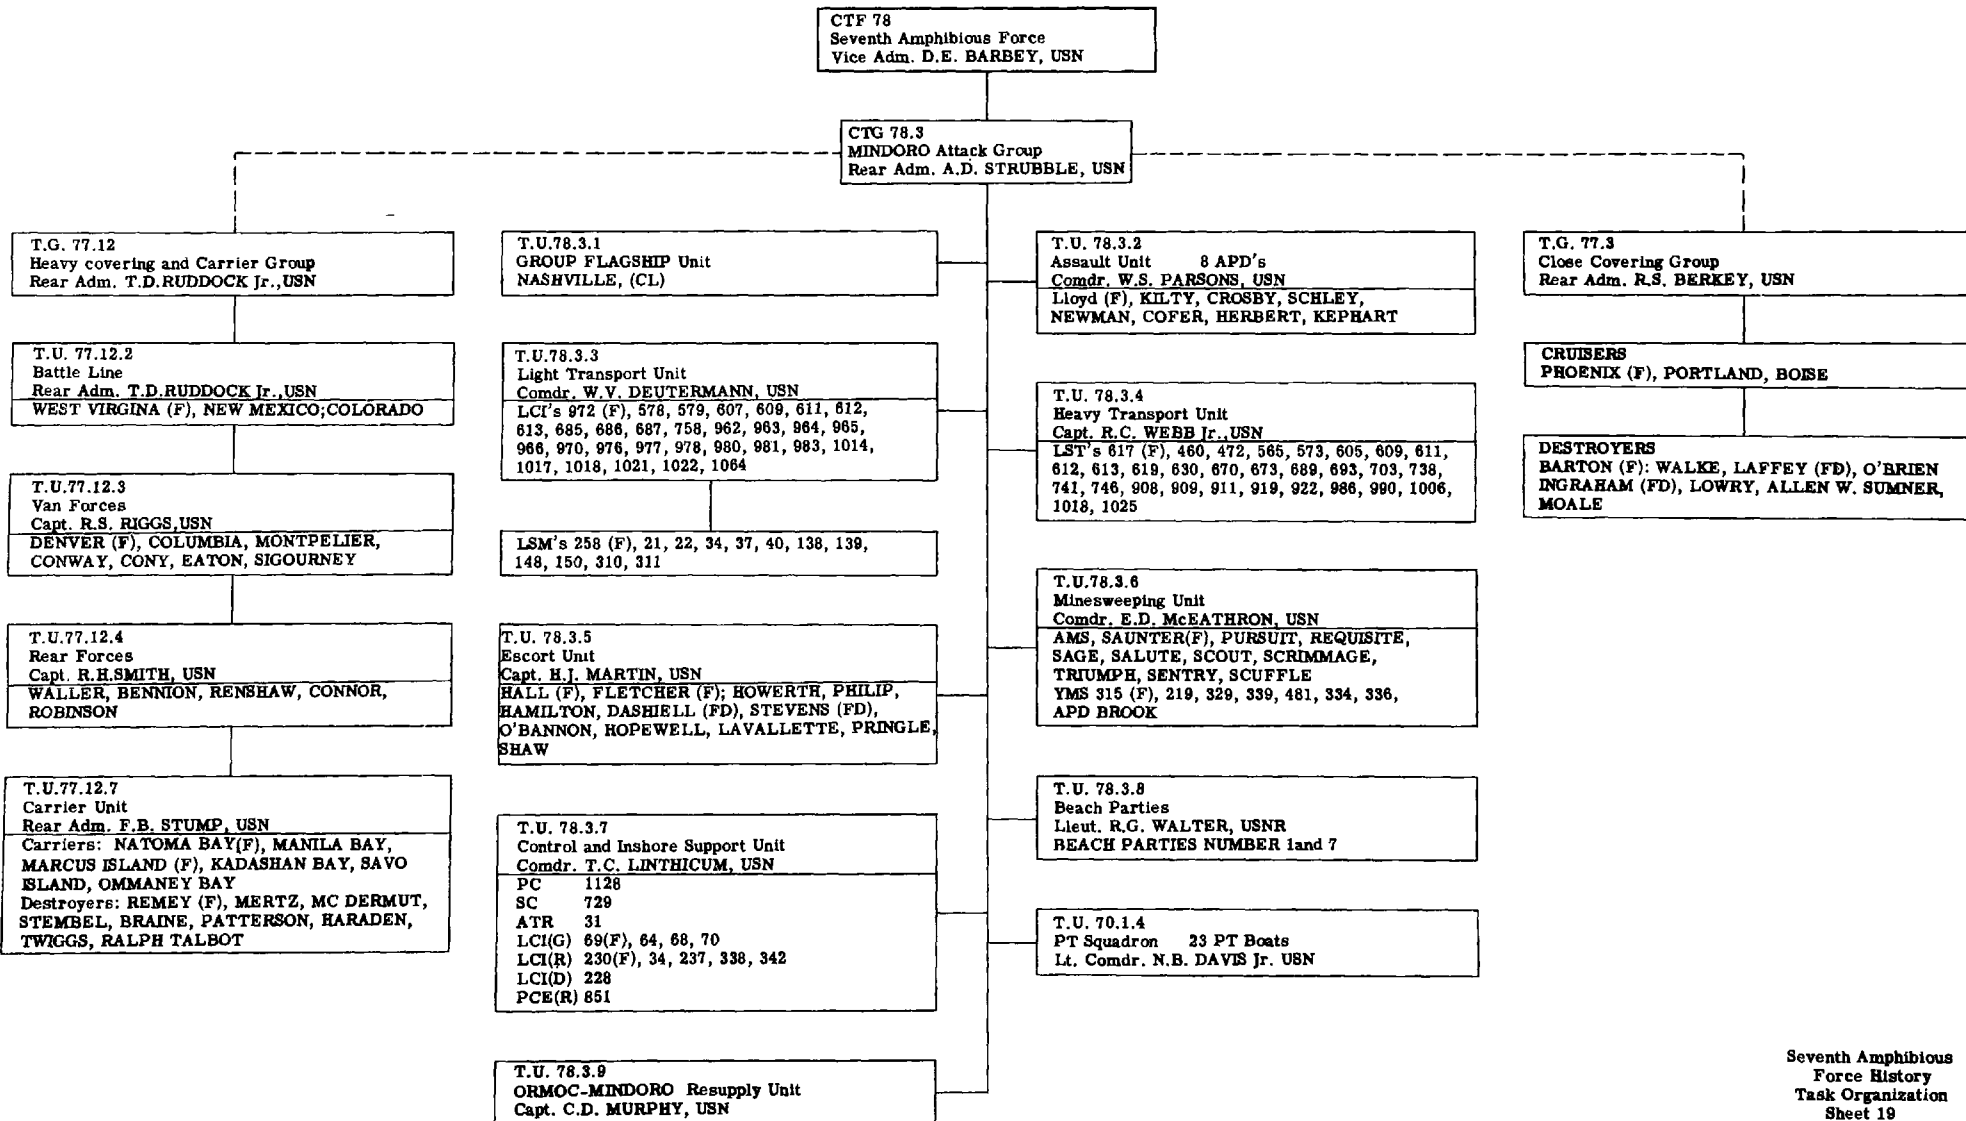 CTF 78
Seventh Amphibious Force
Vice Adm. D.E. BARBEY, USN
CTG 78.3
MINDORO Attack Group
Rear Adm. A.D. STRUBBLE, USN
T.G. 77.12
Heavy covering and Carrier Group
Rear Adm. T.D.RUDDOCK Jr.,USN
T.U. 77.12.2
Battle Line
Rear Adm. T.D.RUDDOCK Jr.,USN
WEST VIRGINA (F), NEW MEXICO;COLORADO
T.U.77.12.3
Van Forces
Capt. R.S. RIGGS,USN
DENVER (F), COLUMBIA, MONTPELIER,
CONWAY, CONY, EATON, SIGOURNEY
T.U.77.12.4
Rear Forces
Capt. R.H.SMITH, USN
WALLER, BENNION, RENSHAW, CONNOR,
ROBINSON
T.U.77.12.7
Carrier Unit
Rear Adm. F.B. STUMP, USN
Carriers: NATOMA BAY(F), MANILA BAY,
MARCUS ISLAND (F), KADASHAN BAY, SAVO
ISLAND, OMMANEY BAY
Destroyers: REMEY (F), MERTZ, MC DERMUT,
STEMBEL, BRAINE, PATTERSON, HARADEN,
TWIGGS, RALPH TALBOT
T.U.78.3.1
GROUP FLAGSHIP Unit
NASHVILLE, (CL)
T.U.78.3.3
Light Transport Unit
Comdr. W.V. DEUTERMANN, USN
LCI's 972 (F), 578, 579, 607, 609, 611, 612,
613, 685, 686, 687, 758, 962, 963, 964, 965,
966, 970, 976, 977, 978, 980, 981, 983, 1014,
1017, 1018, 1021, 1022, 1064
LSM's 258 (F), 21, 22, 34, 37, 40, 138, 139,
148, 150, 310, 311
T.U. 78.3.5
Escort Unit
Capt. H.J. MARTIN, USN
HALL (F), FLETCHER (F); HOWERTH, PHILIP,
HAMILTON, DASHIELL (FD), STEVENS (FD),
O'BANNON, HOPEWELL, LAVALLETTE, PRINGLE,
SHAW
T.U. 78.3.7
Control and Inshore Support Unit
Comdr. T.C. LINTHICUM, USN
PC 1128
SC 729
ATR 31
LCI(G) 69(F), 64, 68, 70
LCI(R) 230(F), 34, 237, 338, 342
LCI(D) 228
PCE(R) 851
T.U. 78.3.9
ORMOC-MINDORO Resupply Unit
Capt. C.D. MURPHY, USN
T.U. 78.3.2
Assault Unit 8 APD's
Comdr. W.S. PARSONS, USN
Lloyd (F), KILTY, CROSBY, SCHLEY,
NEWMAN, COFER, HERBERT, KEPHART
T.U. 78.3.4
Heavy Transport Unit
Capt. R.C. WEBB Jr.,USN
LST's 617 (F), 460, 472, 565, 573, 605, 609, 611,
612, 613, 619, 630, 670, 673, 689, 693, 703, 738,
741, 746, 908, 909, 911, 919, 922, 986, 990, 1006,
1018, 1025
T.U.78.3.6
Minesweeping Unit
Comdr. E.D. McEATHRON, USN
AMS, SAUNTER(F), PURSUIT, REQUISITE,
SAGE, SALUTE, SCOUT, SCRIMMAGE,
TRIUMPH, SENTRY, SCUFFLE
YMS 315 (F), 219, 329, 339, 481, 334, 336,
APD BROOK
T.U. 78.3.8
Beach Parties
Lieut. R.G. WALTER, USNR
BEACH PARTIES NUMBER 1and 7
T.U. 70.1.4
PT Squadron 23 PT Boats
Lt. Comdr. N.B. DAVIS Jr. USN
T.G. 77.3
Close Covering Group
Rear Adm. R.S. BERKEY, USN
CRUISERS
PHOENIX (F), PORTLAND, BOISE
DESTROYERS
BARTON (F): WALKE, LAFFEY (FD), O'BRIEN
INGRAHAM (FD), LOWRY, ALLEN W. SUMNER,
MOALE
Seventh Amphibious
Force History
Task Organization
Sheet 19